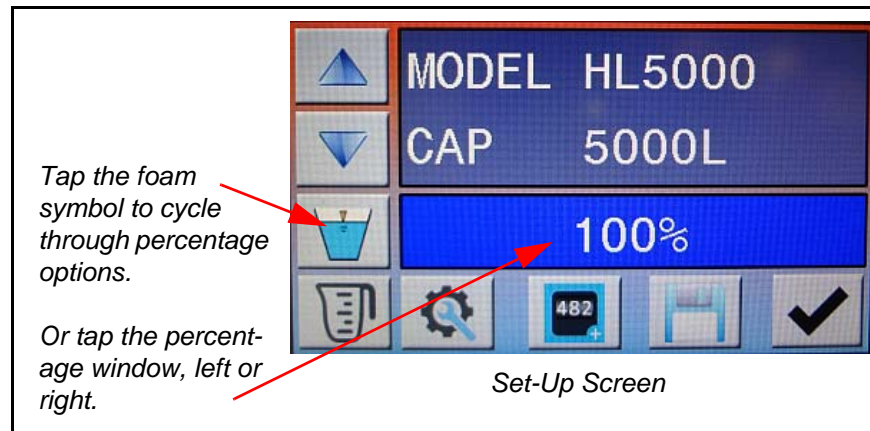 MODEL HL5000
CAP 5000L
Tap the foam
symbol to cycle
through percentage
options.
100%
482
Or tap the percent-
age window, left or
right.
Set-Up Screen